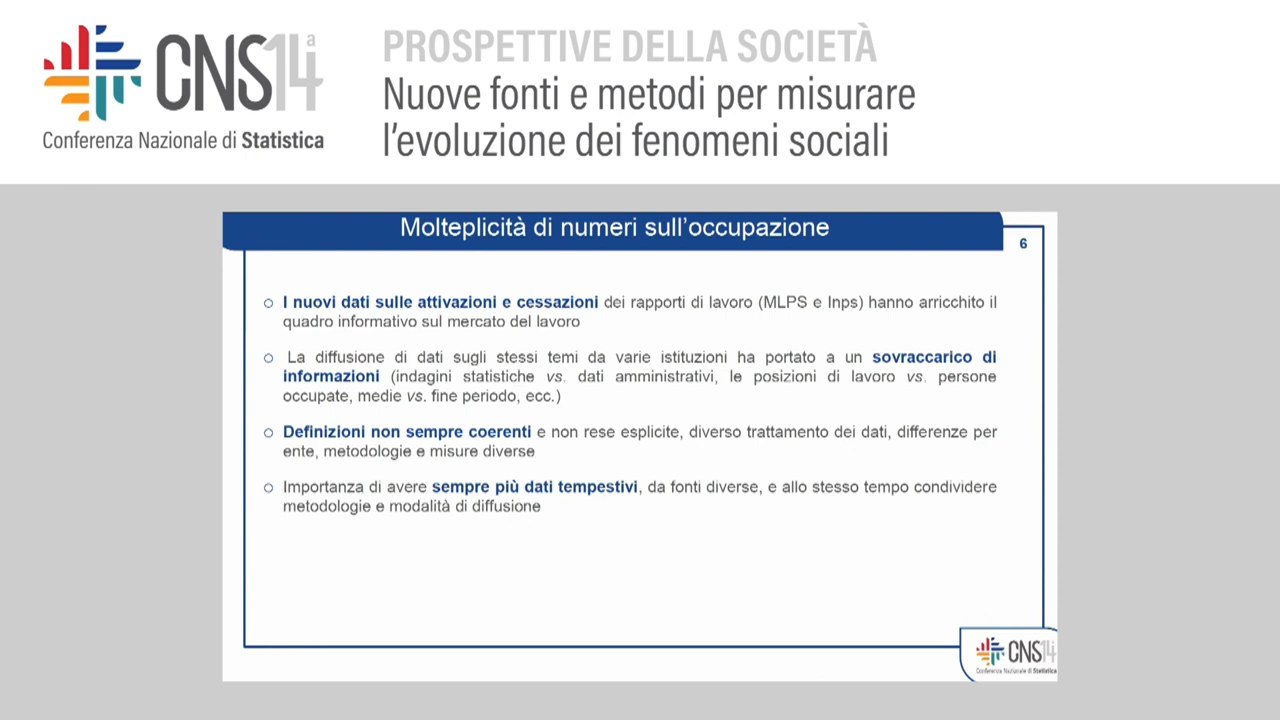 CNS14ª
Conferenza Nazionale di Statistica
PROSPETTIVE DELLA SOCIETÀ
Nuove fonti e metodi per misurare
l'evoluzione dei fenomeni sociali
Molteplicità di numeri sull'occupazione
6
I nuovi dati sulle attivazioni e cessazioni dei rapporti di lavoro (MLPS e Inps) hanno arricchito il
quadro informativo sul mercato del lavoro
La diffusione di dati sugli stessi temi da varie istituzioni ha portato a un sovraccarico di
informazioni (indagini statistiche vs. dati amministrativi, le posizioni di lavoro vs. persone
occupate, medie vs. fine periodo, ecc.)
Definizioni non sempre coerenti e non rese esplicite, diverso trattamento dei dati, differenze per
ente, metodologie e misure diverse
Importanza di avere sempre più dati tempestivi, da fonti diverse, e allo stesso tempo condividere
metodologie e modalità di diffusione
CNS14
Conferenza Nazionale di Statistica